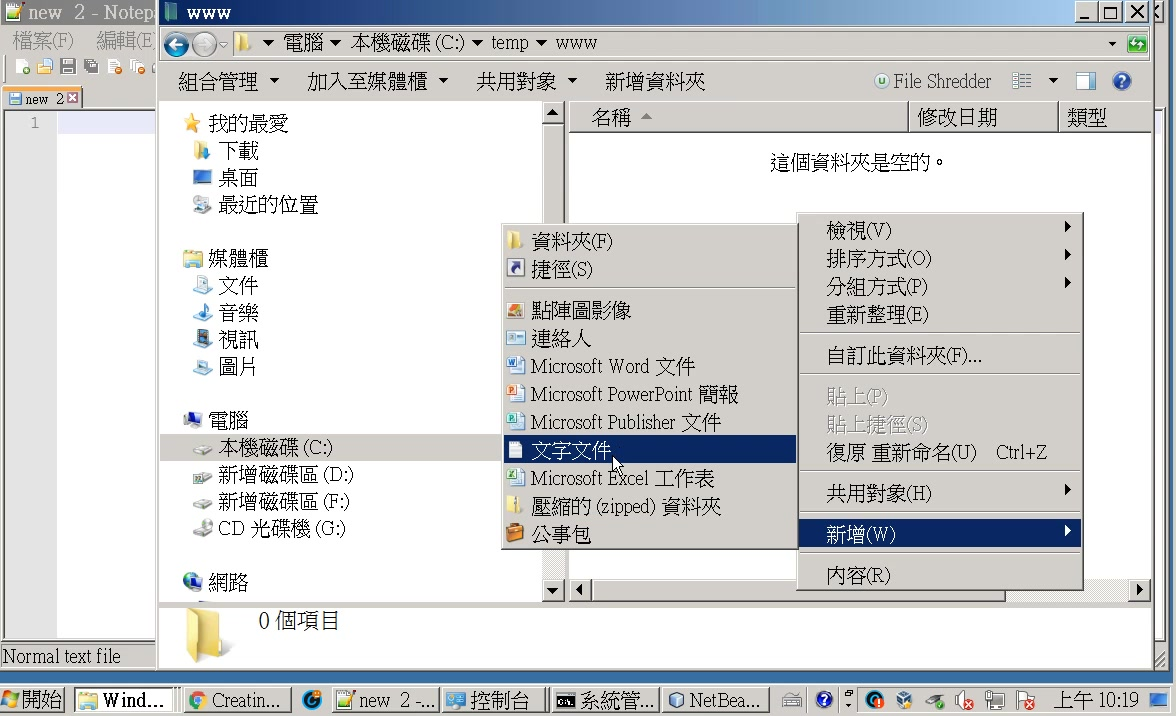 new 2 - Notep
檔案(F) 編輯(E
new 2
1
Normal text file
www
電腦 本機磁碟 (C:) temp www
組合管理 加入至媒體櫃 共用對象 新增資料夾 File Shredder
我的最愛
下載
桌面
最近的位置
媒體櫃
文件
音樂
視訊
圖片
電腦
本機磁碟 (C:)
新增磁碟區 (D:)
新增磁碟區 (F:)
CD 光碟機 (G:)
網路
名稱 修改日期 類型
這個資料夾是空的。
資料夾(F)
捷徑(S)
點陣圖影像
連絡人
Microsoft Word 文件
Microsoft PowerPoint 簡報
Microsoft Publisher 文件
文字文件
Microsoft Excel 工作表
壓縮的 (zipped) 資料夾
公事包
檢視(V)
排序方式(O)
分組方式(P)
重新整理(E)
自訂此資料夾(F)...
貼上(P)
貼上捷徑(S)
復原 重新命名(U) Ctrl+Z
共用對象(H)
新增(W)
內容(R)
0 個項目
開始 Wind... Creatin... new 2 -... 控制台 系統管... NetBea... 上午 10:19